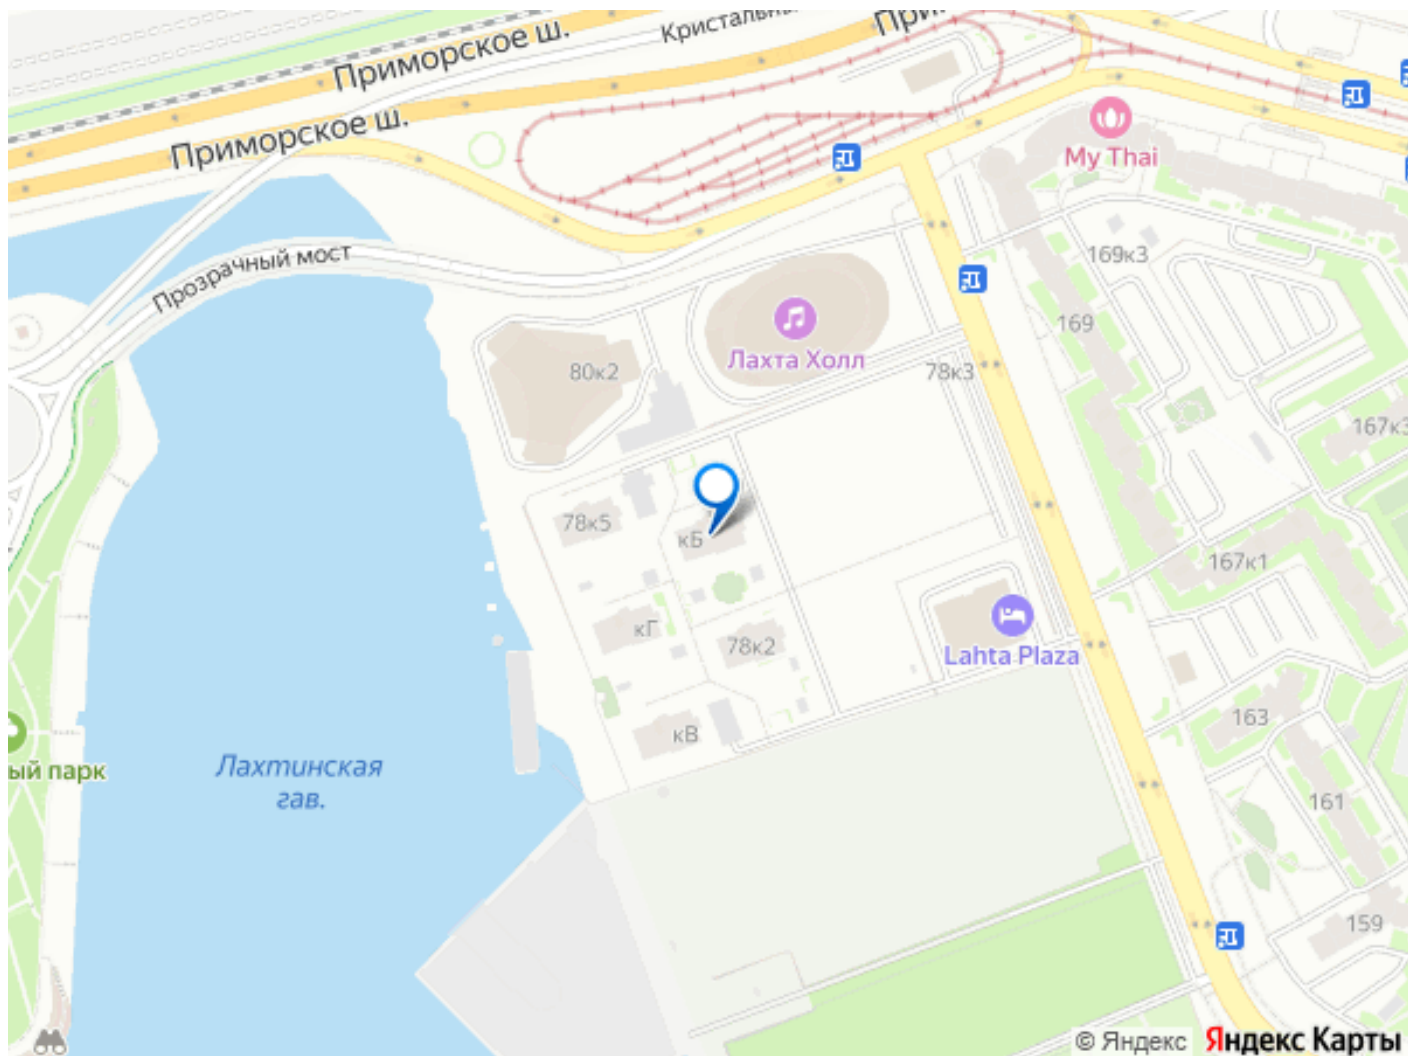 Приморское ш.
Кристальн
При
Приморское ш.
My Thai
Прозрачный мост
169к3
169
Лахта Холл
80к2
78к3
167к3
78к5
кБ
167к1
кГ
78к2
Lahta Plaza
кВ
163
ый парк
Лахтинская
гав.
161
159
© Яндекс Яндекс Карты